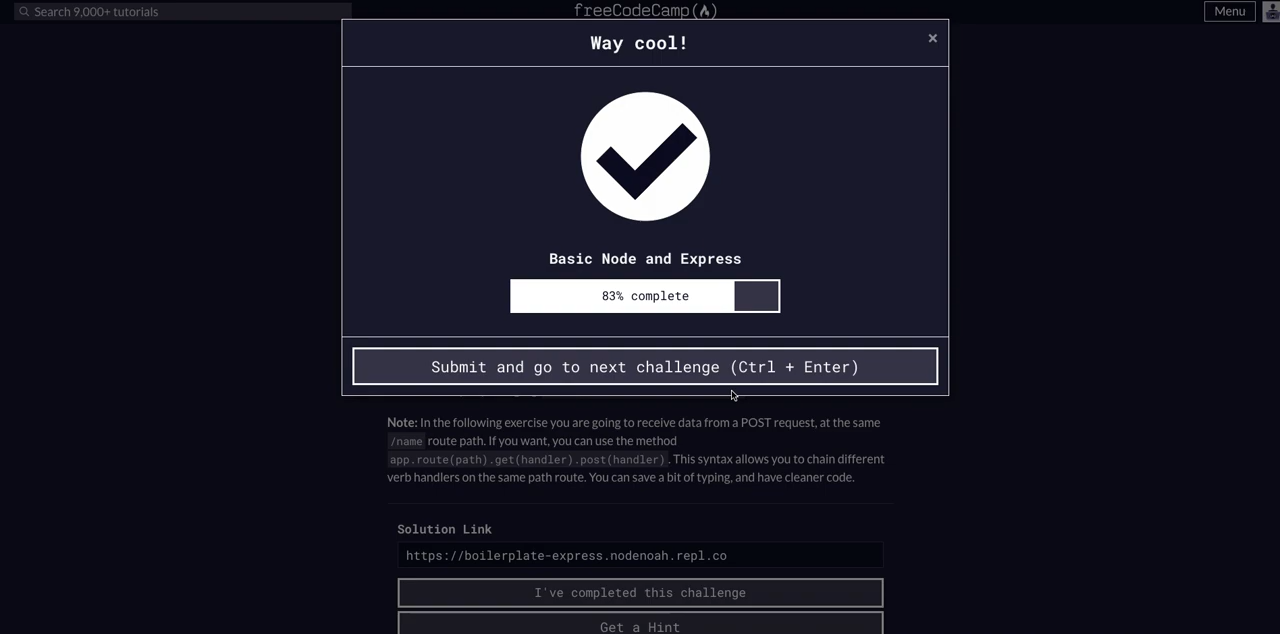 Search 9,000+ tutorials
freeCodeCamp
Menu
Way cool!
×
Basic Node and Express
83% complete
Submit and go to next challenge (Ctrl + Enter)
Note: In the following exercise you are going to receive data from a POST request, at the same
/name route path. If you want, you can use the method
app.route(path).get(handler).post(handler). This syntax allows you to chain different
verb handlers on the same path route. You can save a bit of typing, and have cleaner code.
Solution Link
https://boilerplate-express.nodenoah.repl.co
I've completed this challenge
Get a Hint